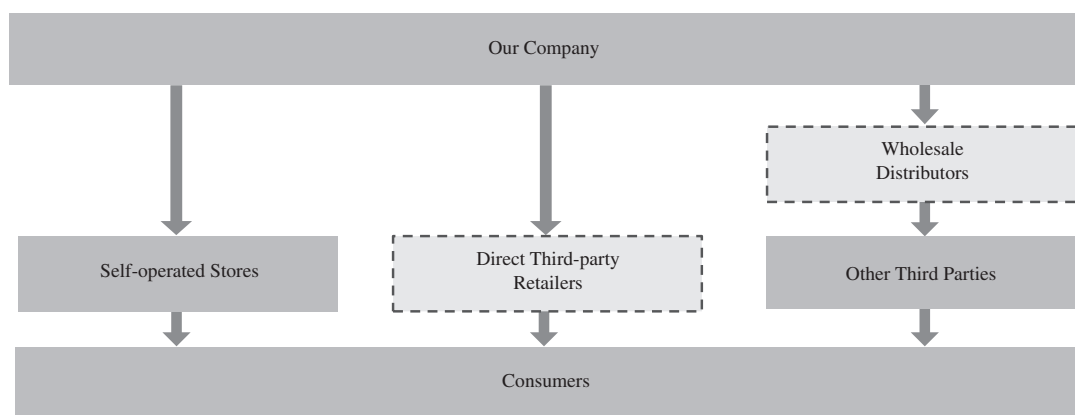 Our Company
Wholesale
Distributors
Self-operated Stores
Direct Third-party
Retailers
Other Third Parties
Consumers